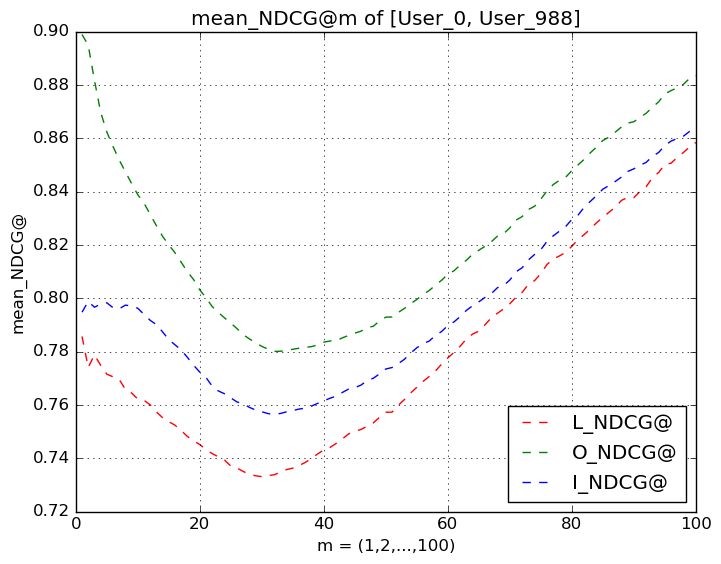 mean_NDCG@m of [User_0, User_988]
0.90
0.88
0.86
0.84
0.82
0.80
0.78
0.76
0.74
0.72
mean_NDCG@
L_NDCG@
O_NDCG@
I_NDCG@
0 20 40 60 80 100
m = (1,2,...,100)